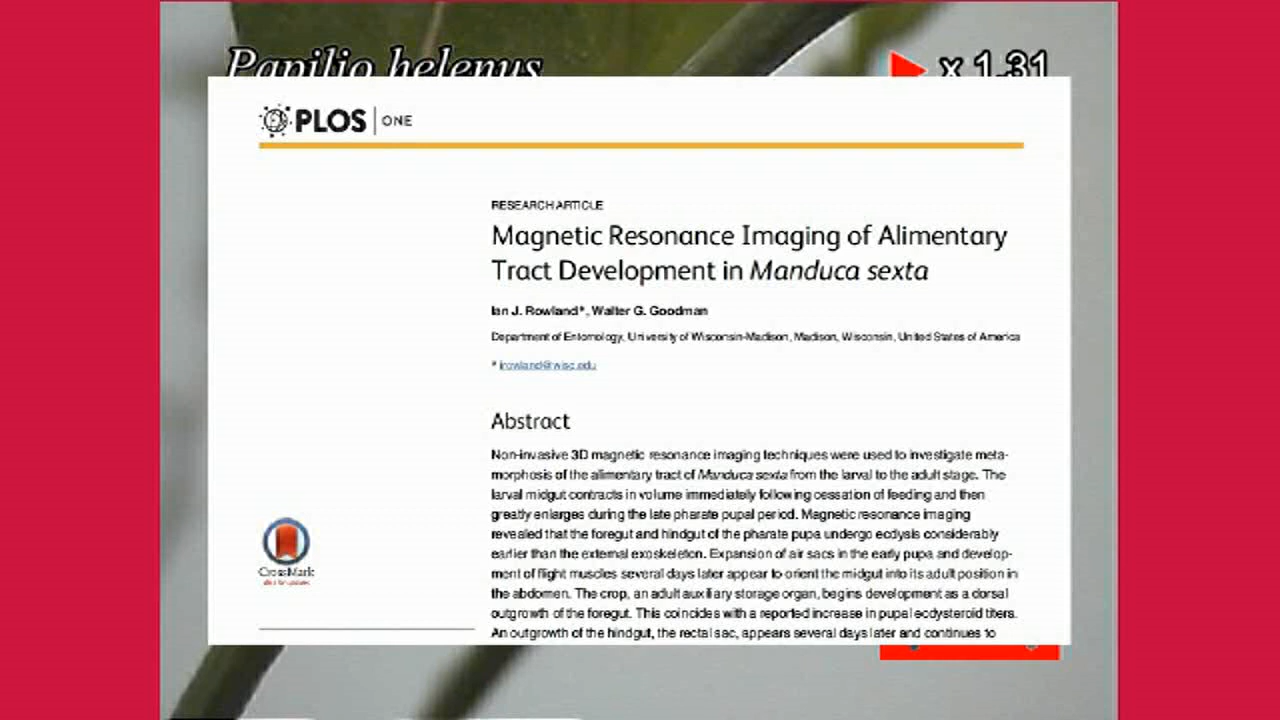 Papilio helenus
x 1.31
PLOS ONE
RESEARCH ARTICLE
Magnetic Resonance Imaging of Alimentary
Tract Development in Manduca sexta
Ian J. Rowland*, Walter G. Goodman
Department of Entomology, University of Wisconsin-Madison, Madison, Wisconsin, United States of America
* irowland@wisc.edu
Abstract
Non-invasive 3D magnetic resonance imaging techniques were used to investigate meta-
morphosis of the alimentary tract of Manduca sexta from the larval to the adult stage. The
larval midgut contracts in volume immediately following cessation of feeding and then
greatly enlarges during the late pharate pupal period. Magnetic resonance imaging
revealed that the foregut and hindgut of the pharate pupa undergo ecdysis considerably
earlier than the external exoskeleton. Expansion of air sacs in the early pupa and develop-
ment of flight muscles several days later appear to orient the midgut into its adult position in
the abdomen. The crop, an adult auxiliary storage organ, begins development as a dorsal
outgrowth of the foregut. This coincides with a reported increase in pupal ecdysteroid titers.
An outgrowth of the hindgut, the rectal sac, appears several days later and continues to
CrossMark